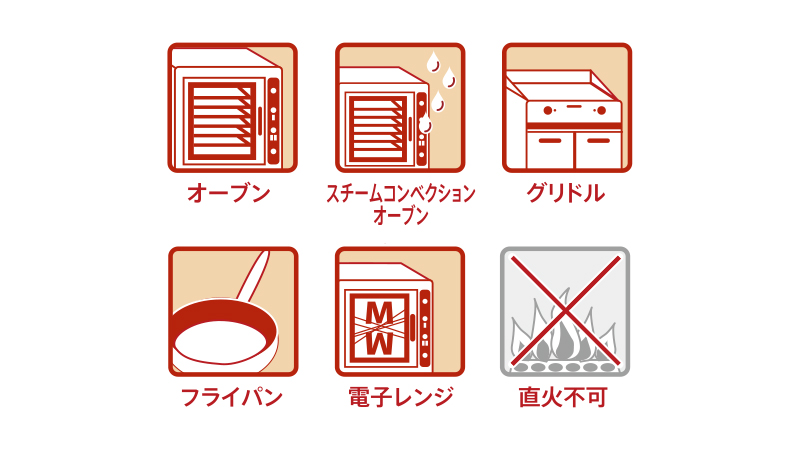 オーブン
スチームコンベクション
オーブン
グリドル
フライパン
M
W
電子レンジ
直火不可